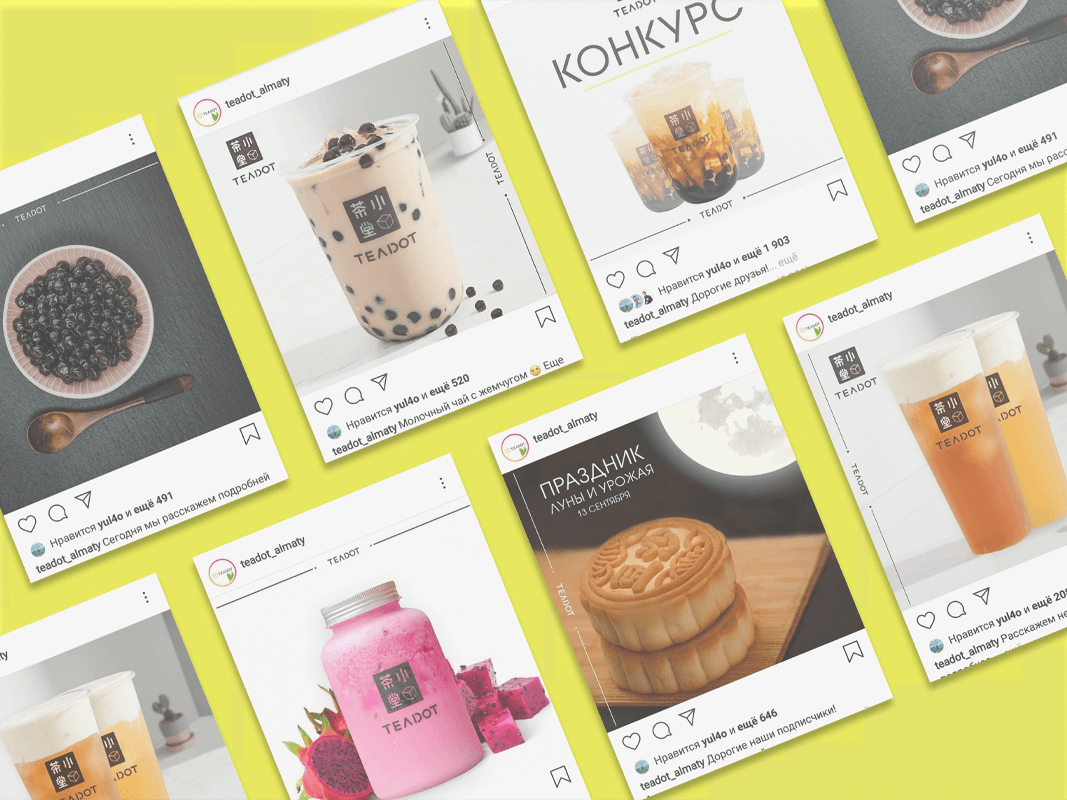 TEADOT
Нравится yul4o и ещё 491
teadot_almaty Сегодня мы расскажем подробней
teadot_almaty
茶小
堂
TEADOT
TEADOT
茶小
堂
TEADOT
Нравится yul4o и ещё 520
teadot_almaty Молочный чай с жемчугом 😋 Еще
TEADOT
КОНКУРС
茶小
堂
TEADOT
TEADOT
Нравится yul4o и ещё 1 903
teadot_almaty Дорогие друзья!... ещё
Нравится yul4o и ещё 491
teadot_almaty Сегодня мы
teadot_almaty
茶小
堂
TEADOT
TEADOT
茶小
堂
TEADOT
Нравится yul4o и ещё
teadot_almaty Расскажем
teadot_almaty
ПРАЗДНИК
ЛУНЫ И УРОЖАЯ
13 СЕНТЯБРЯ
TEADOT
Нравится yul4o и ещё 646
teadot_almaty Дорогие наши подписчики!
teadot_almaty
TEADOT
茶小
堂
TEADOT
茶小
堂
TEADOT